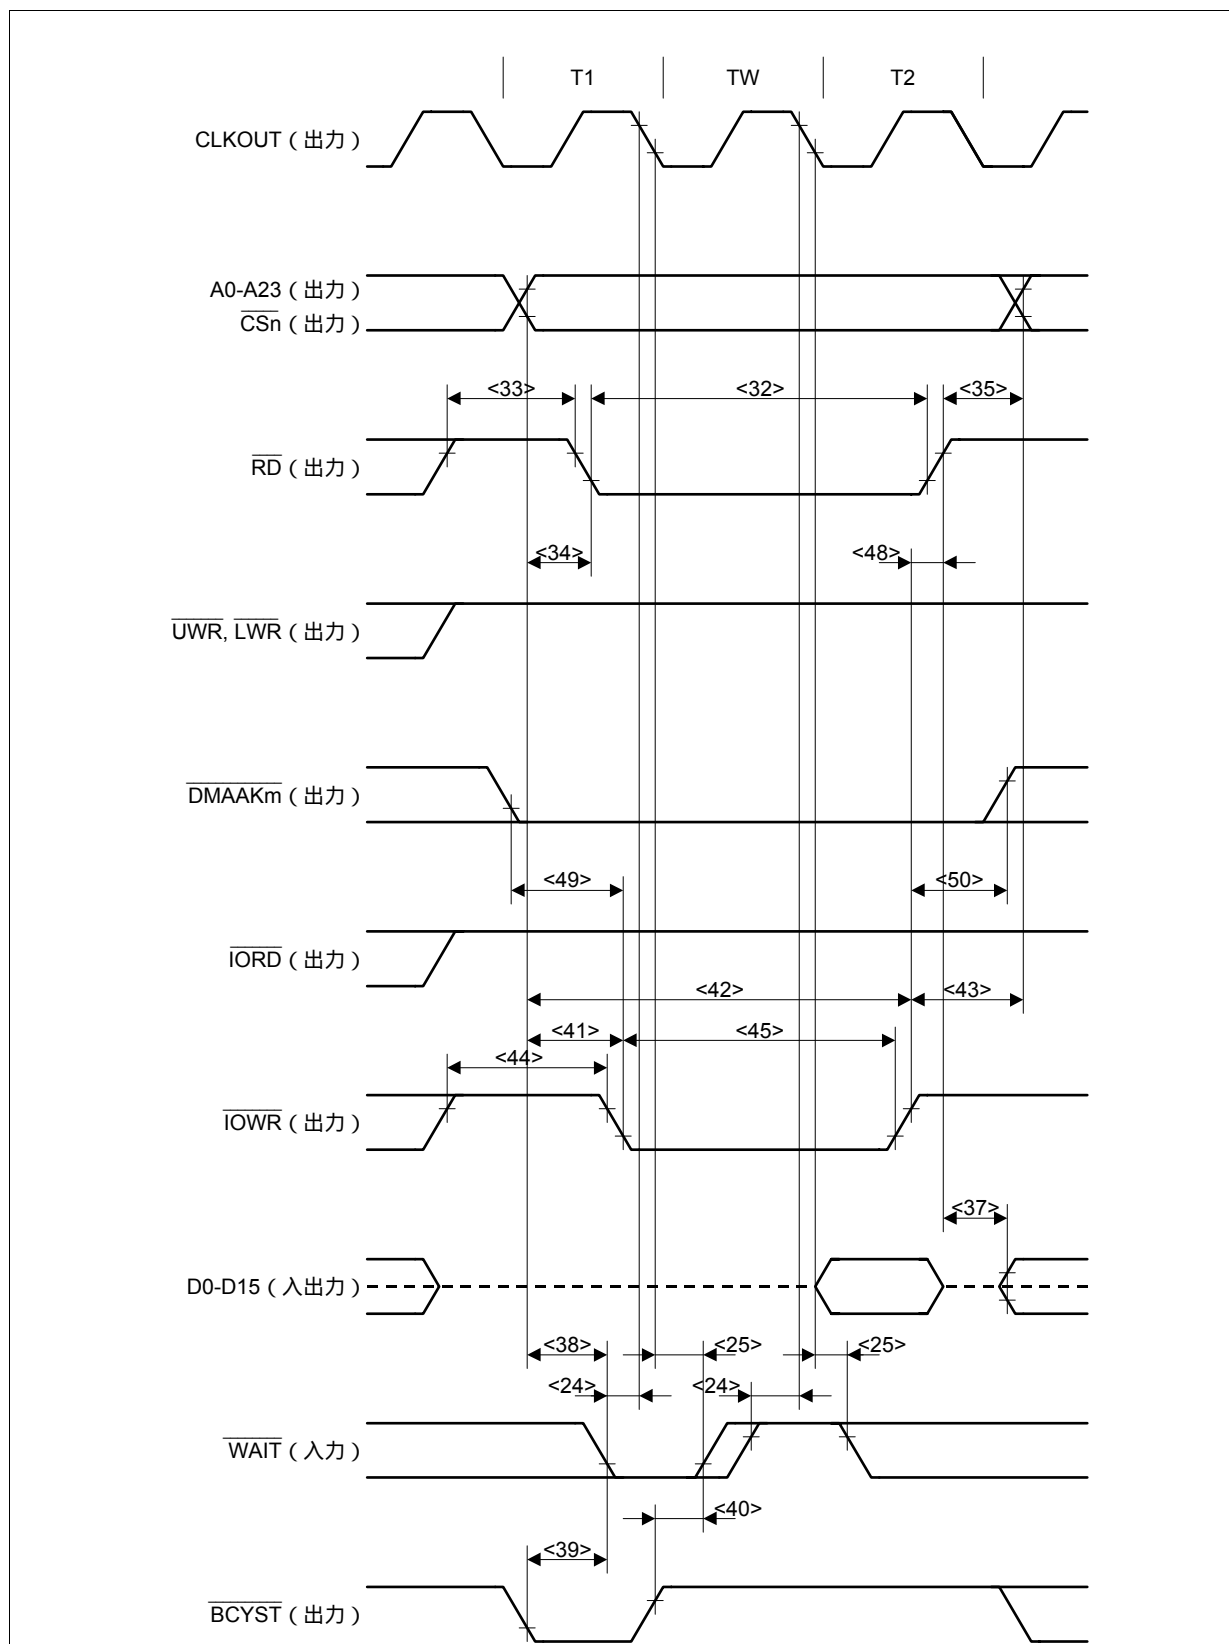 T1 TW T2
CLKOUT（出力）
A0-A23（出力）
CSn（出力）
<33> <32> <35>
RD（出力）
<34> <48>
UWR, LWR（出力）
DMAAKm（出力）
<49> <50>
IORD（出力）
<42> <43>
<41> <45>
<44>
IOWR（出力）
<37>
D0-D15（入出力）
<38> <25> <25>
<24> <24>
WAIT（入力）
<40>
<39>
BCYST（出力）